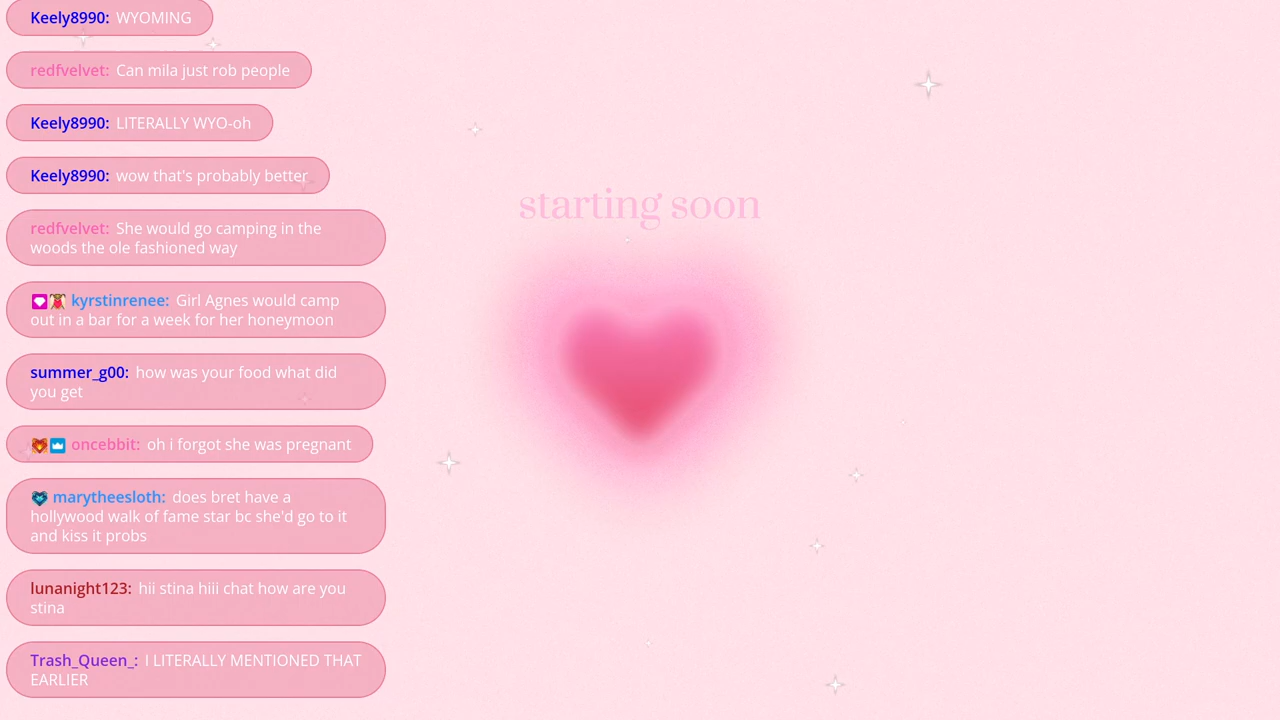 Keely8990: WYOMING
redfvelvet: Can mila just rob people
Keely8990: LITERALLY WYO-oh
Keely8990: wow that's probably better
redfvelvet: She would go camping in the
woods the ole fashioned way
kyrstinrenee: Girl Agnes would camp
out in a bar for a week for her honeymoon
summer_g00: how was your food what did
you get
oncebbit: oh i forgot she was pregnant
marytheesloth: does bret have a
hollywood walk of fame star bc she'd go to it
and kiss it probs
lunanight123: hii stina hiii chat how are you
stina
Trash_Queen_: I LITERALLY MENTIONED THAT
EARLIER
starting soon